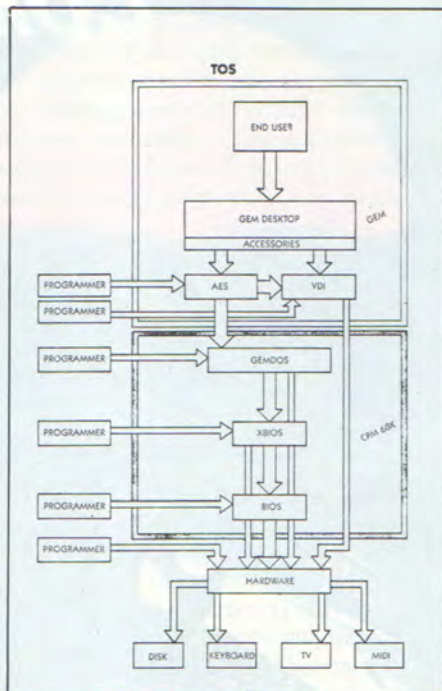 TOS
END USER
GEM DESKTOP
GEM
ACCESSORIES
PROGRAMMER
AES
VDI
PROGRAMMER
PROGRAMMER
GEMDOS
PROGRAMMER
XBIOS
CPM 68K
PROGRAMMER
BIOS
PROGRAMMER
HARDWARE
DISK
KEYBOARD
TV
MIDI